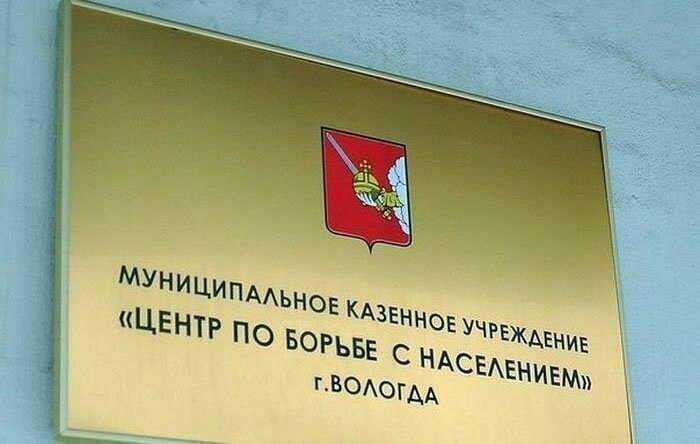 МУНИЦИПАЛЬНОЕ КАЗЕННОЕ УЧРЕЖДЕНИЕ
«ЦЕНТР ПО БОРЬБЕ С НАСЕЛЕНИЕМ»
г.ВОЛОГДА